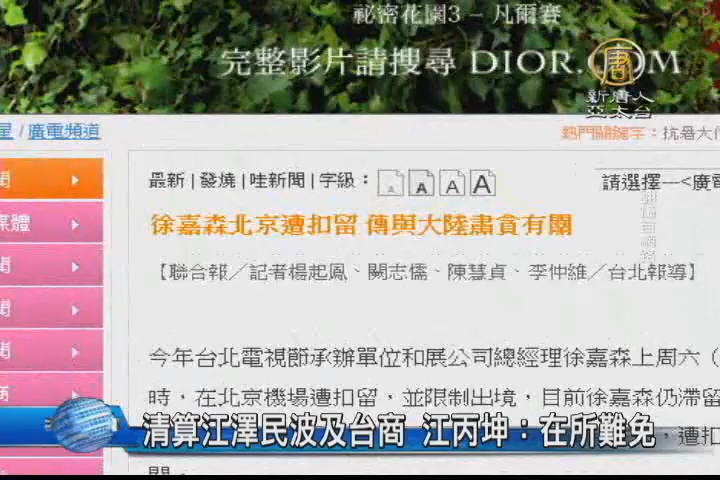 祕密花園3 – 凡爾賽
完整影片請搜尋 DIOR.COM
唐
新唐人
亞太台
星 / 廣電頻道
熱門關鍵字：抗暑大作
最新 | 發燒 | 哇新聞 | 字級： A A A A
請選擇---<廣電
徐嘉森北京遭扣留 傳與大陸肅貪有關
媒體
【聯合報／記者楊起鳳、闕志儒、陳慧貞、李仲維／台北報導】
今年台北電視節承辦單位和展公司總經理徐嘉森上周六（
時，在北京機場遭扣留，並限制出境，目前徐嘉森仍滯留
清算江澤民波及台商 江丙坤：在所難免
，遭扣